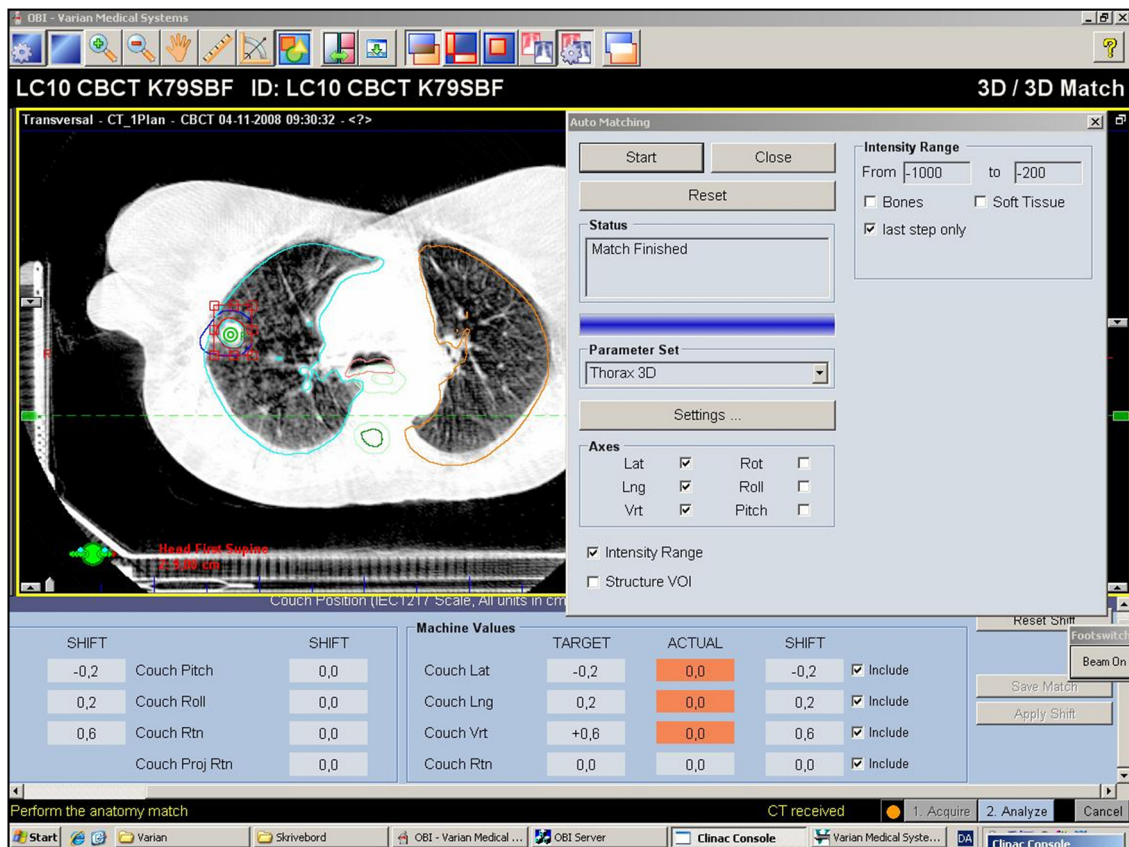 OBI - Varian Medical Systems
LC10 CBCT K79SBF ID: LC10 CBCT K79SBF
3D / 3D Match
Transversal - CT_1Plan - CBCT 04-11-2008 09:30:32 - <?>
R
Head First Supine
Z: 5,00 cm
Auto Matching
Start Close
Reset
Status
Match Finished
Parameter Set
Thorax 3D
Settings ...
Axes
Lat Rot
Lng Roll
Vrt Pitch
Intensity Range
Structure VOI
Intensity Range
From -1000 to -200
Bones Soft Tissue
last step only
Couch Position (IEC1217 Scale, All units in cm
SHIFT SHIFT
-0,2 Couch Pitch 0,0
0,2 Couch Roll 0,0
0,6 Couch Rtn 0,0
Couch Proj Rtn 0,0
Machine Values
TARGET ACTUAL SHIFT
Couch Lat -0,2 0,0 -0,2 Include
Couch Lng 0,2 0,0 0,2 Include
Couch Vrt +0,6 0,0 0,6 Include
Couch Rtn 0,0 0,0 0,0 Include
Reset Shift
Save Match
Apply Shift
Footswitch
Beam On
Perform the anatomy match
CT received
1. Acquire 2. Analyze Cancel
Start Varian Skrivebord OBI - Varian Medical ... OBI Server Clinac Console Varian Medical Syste... DA
Clinac Console